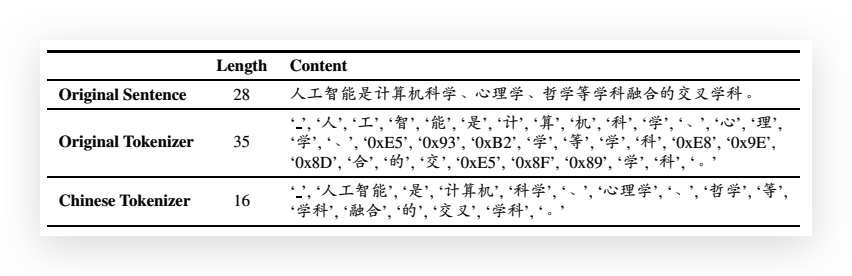 Length Content
Original Sentence 28 人工智能是计算机科学、心理学、哲学等学科融合的交叉学科。
Original Tokenizer 35 ‘_’, ‘人’, ‘工’, ‘智’, ‘能’, ‘是’, ‘计’, ‘算’, ‘机’, ‘科’, ‘学’, ‘、’, ‘心’, ‘理’,
‘学’, ‘、’, ‘0xE5’, ‘0x93’, ‘0xB2’, ‘学’, ‘等’, ‘学’, ‘科’, ‘0xE8’, ‘0x9E’,
‘0x8D’, ‘合’, ‘的’, ‘交’, ‘0xE5’, ‘0x8F’, ‘0x89’, ‘学’, ‘科’, ‘。’
Chinese Tokenizer 16 ‘_’, ‘人工智能’, ‘是’, ‘计算机’, ‘科学’, ‘、’, ‘心理学’, ‘、’, ‘哲学’, ‘等’,
‘学科’, ‘融合’, ‘的’, ‘交叉’, ‘学科’, ‘。’